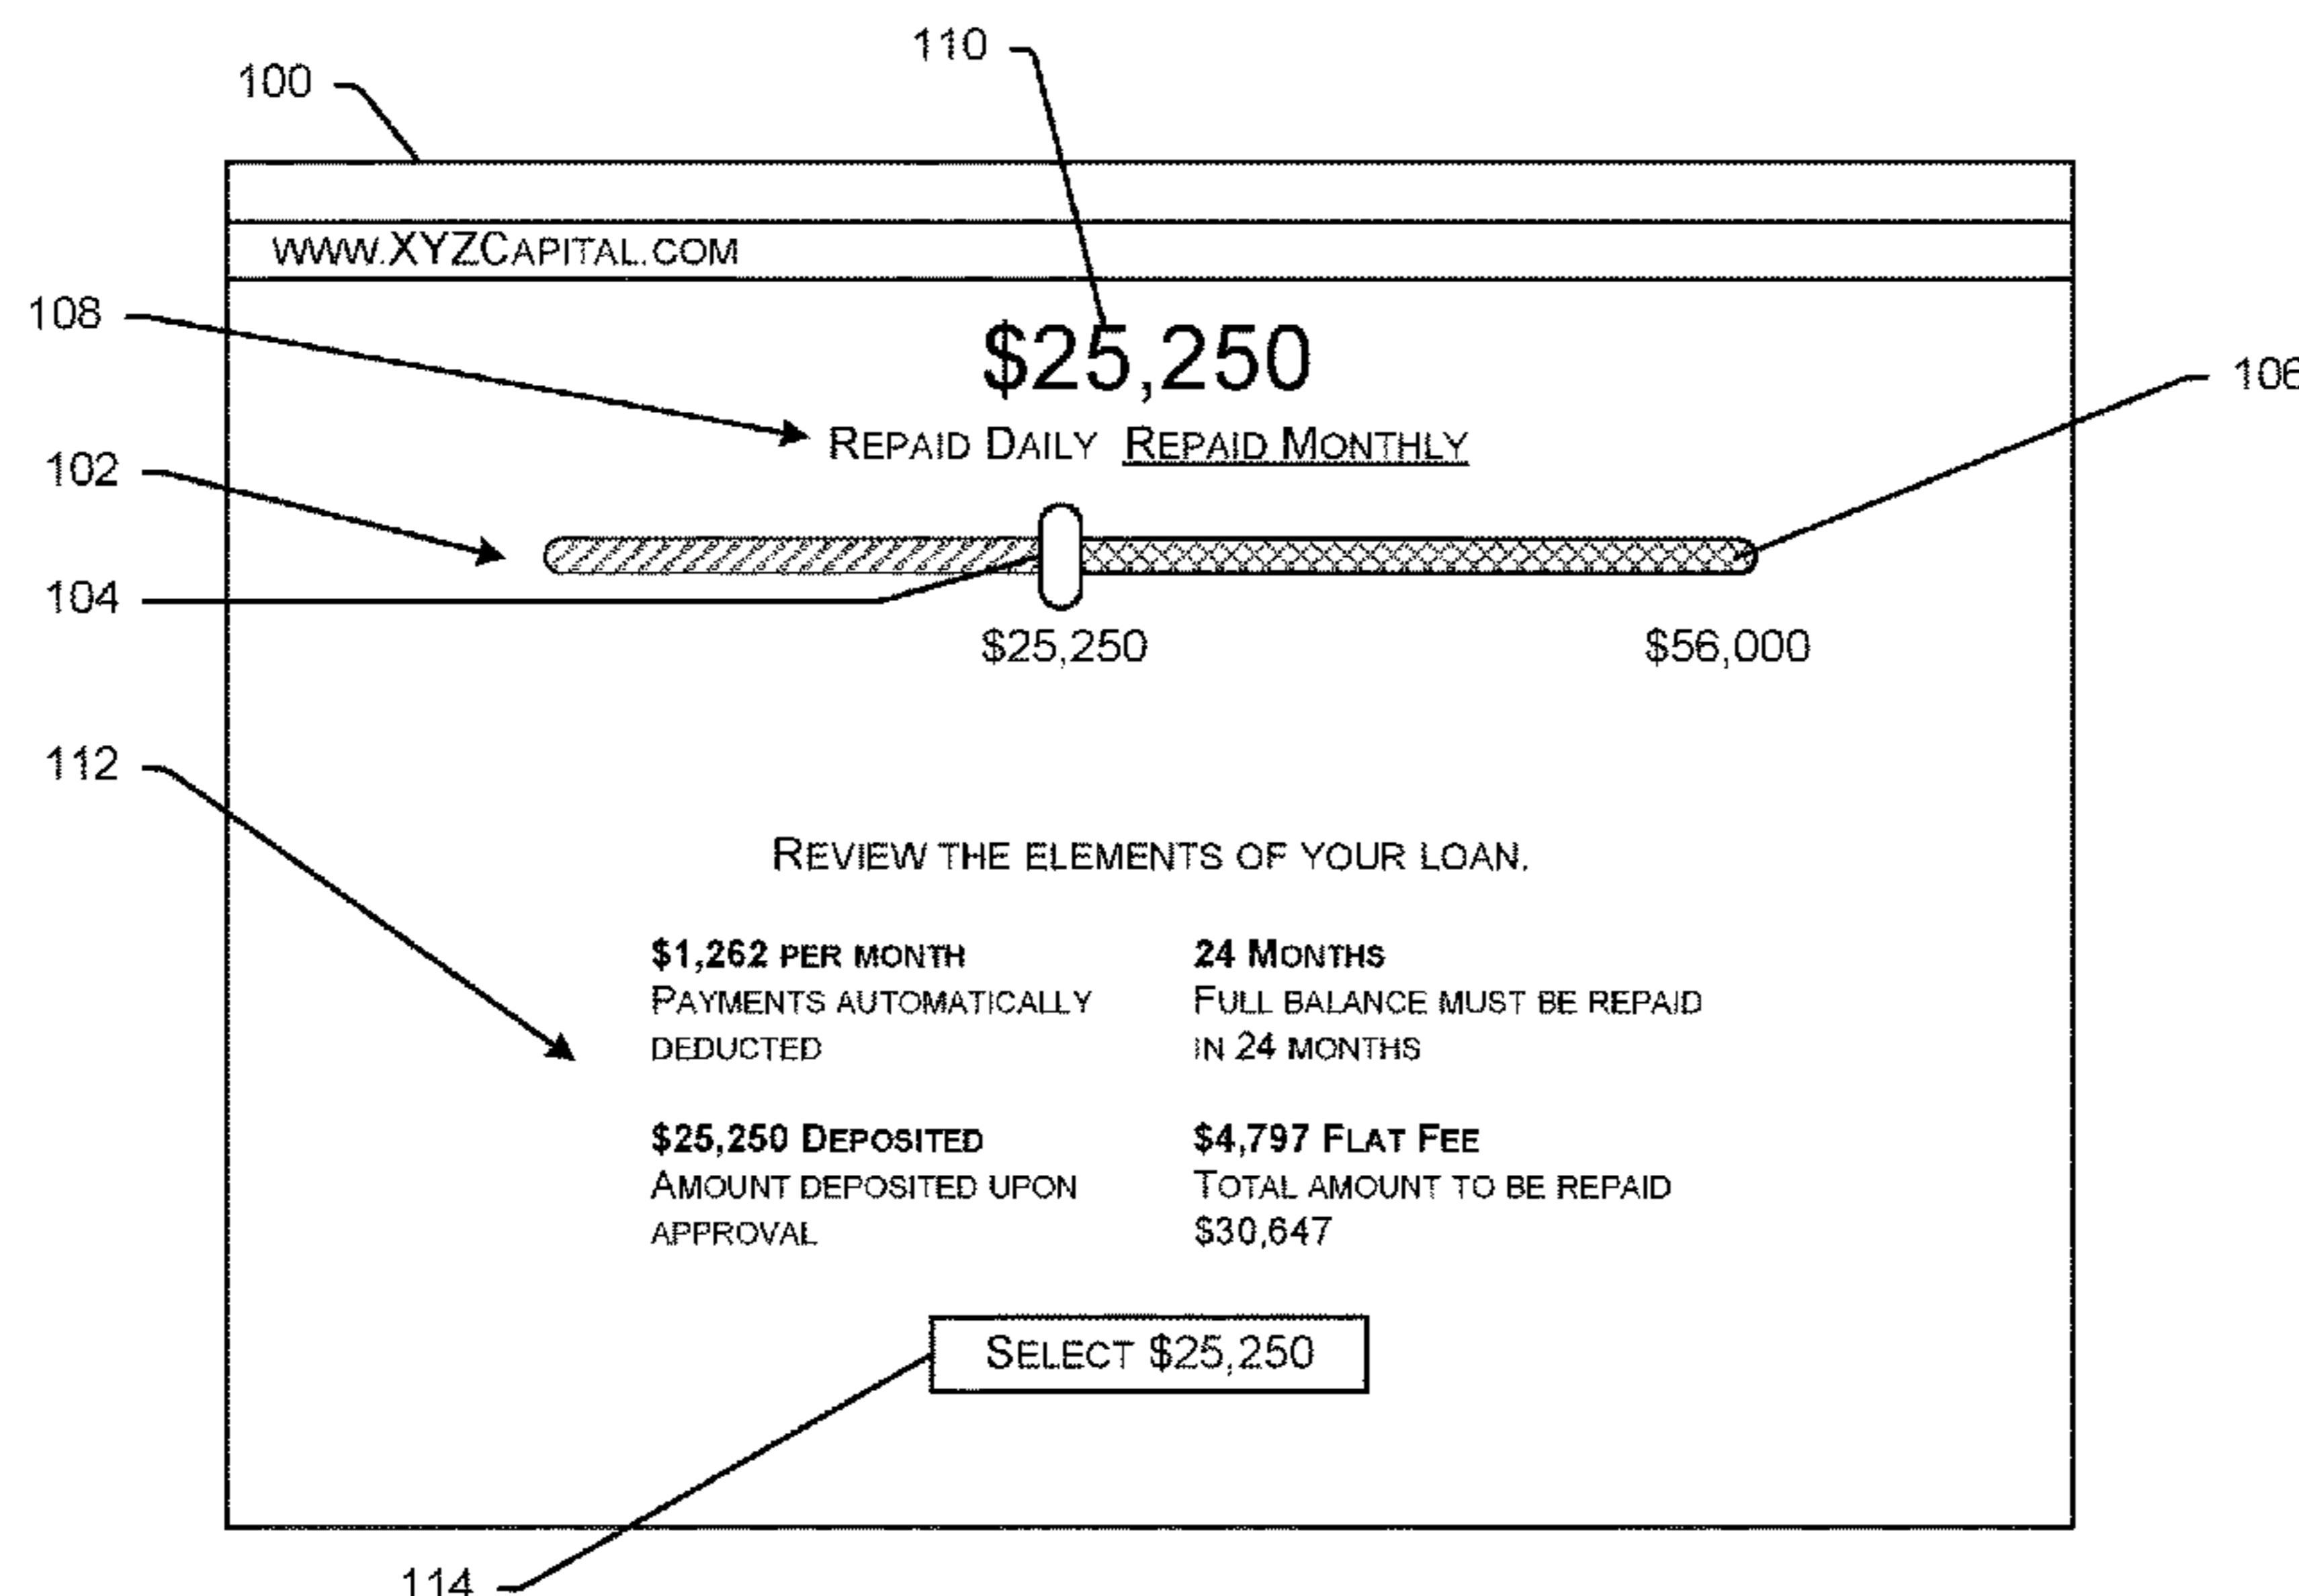 110
100
www.XYZCapital.com
108
$25,250
106
Repaid Daily Repaid Monthly
102
104
$25,250 $56,000
112
Review the elements of your loan.
$1,262 per month
Payments automatically
deducted
24 Months
Full balance must be repaid
in 24 months
$25,250 Deposited
Amount deposited upon
approval
$4,797 Flat Fee
Total amount to be repaid
$30,647
Select $25,250
114